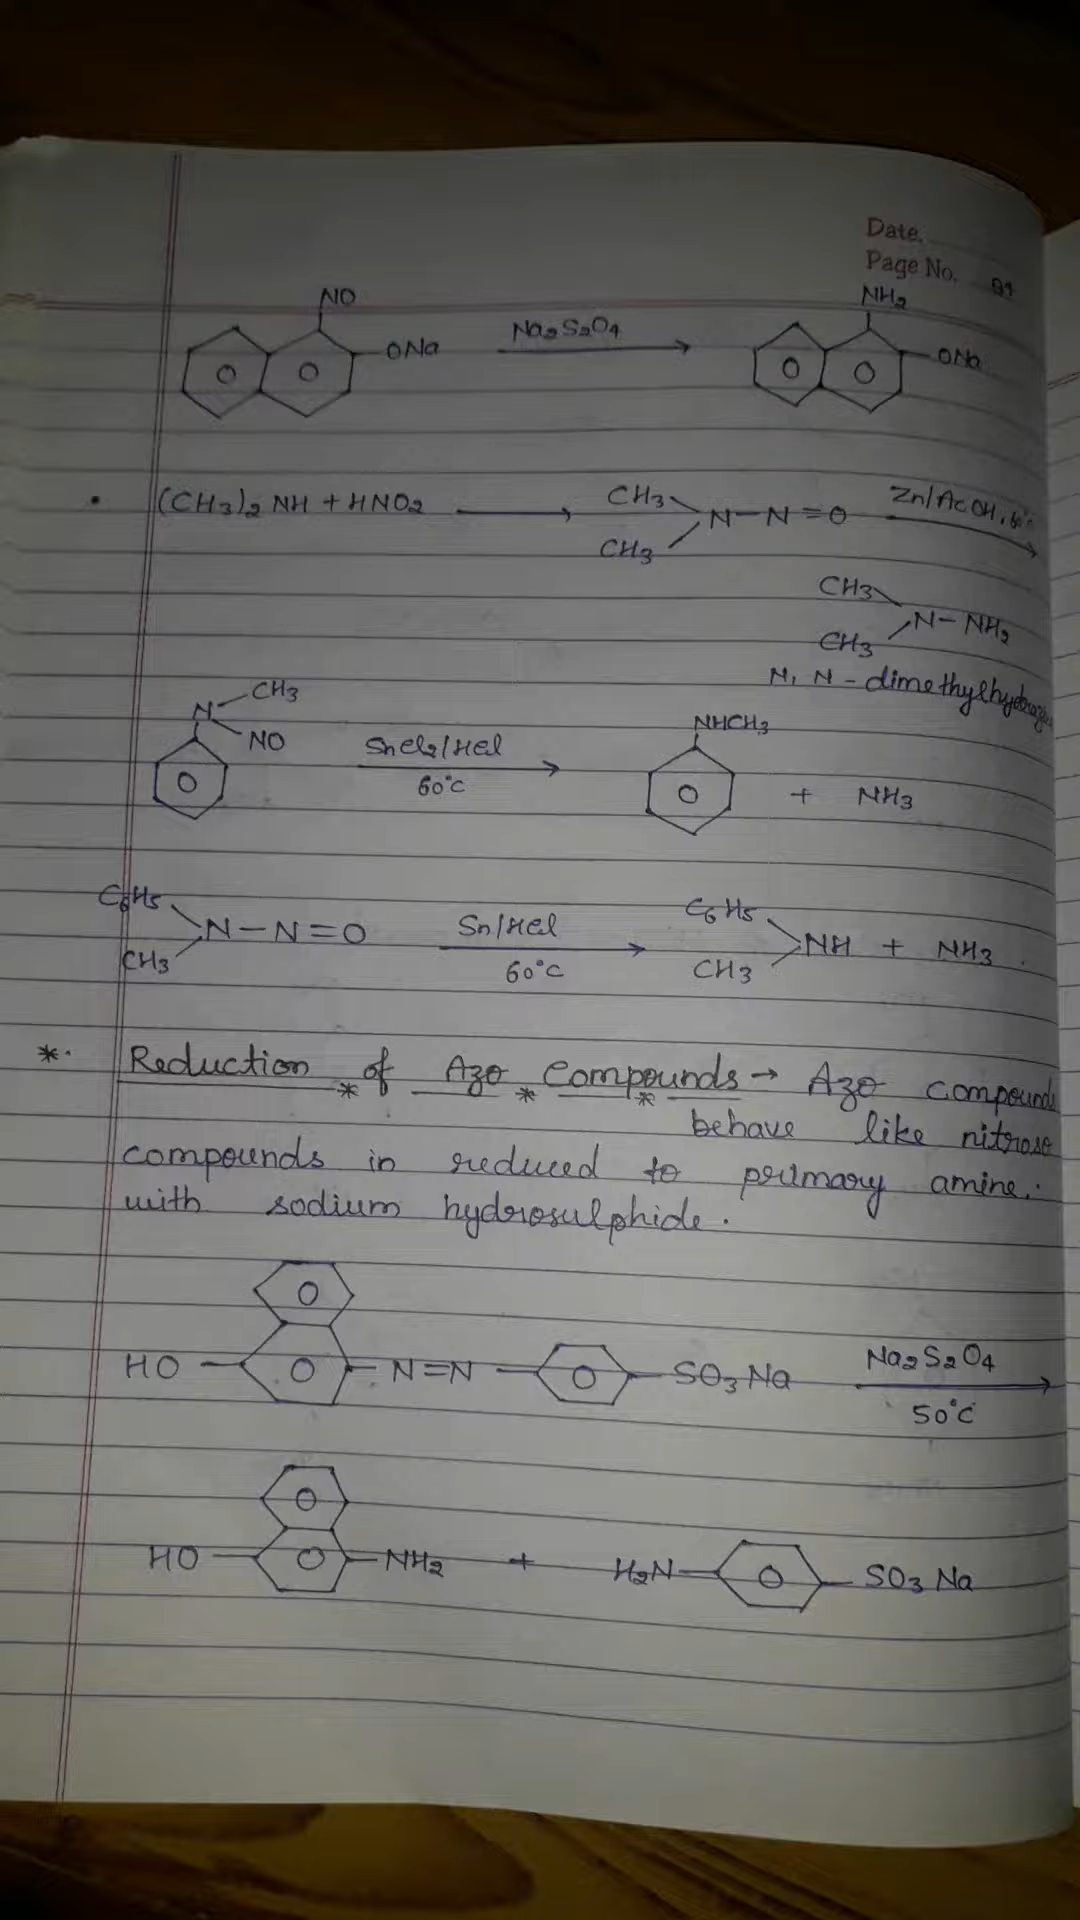 Date.
Page No. 91
NO
ONa
Na2S2O4
NH2
ONa
• (CH3)2 NH + HNO2 →
CH3
CH3
N-N=O
Zn/AcOH, 60°C
CH3
CH3
N-NH2
N, N-dimethylhydrazine
N
CH3
NO
SnCl2/HCl
60°C
NHCH3
+ NH3
C6H5
CH3
N-N=O
Sn/HCl
60°C
C6H5
CH3
NH + NH3
*. Reduction of Azo Compounds → Azo compounds
* * *
behave like nitroso
compounds in reduced to primary amine.
with sodium hydrosulphide.
HO N=N SO3Na
Na2S2O4
50°C
HO NH2 + H2N SO3Na